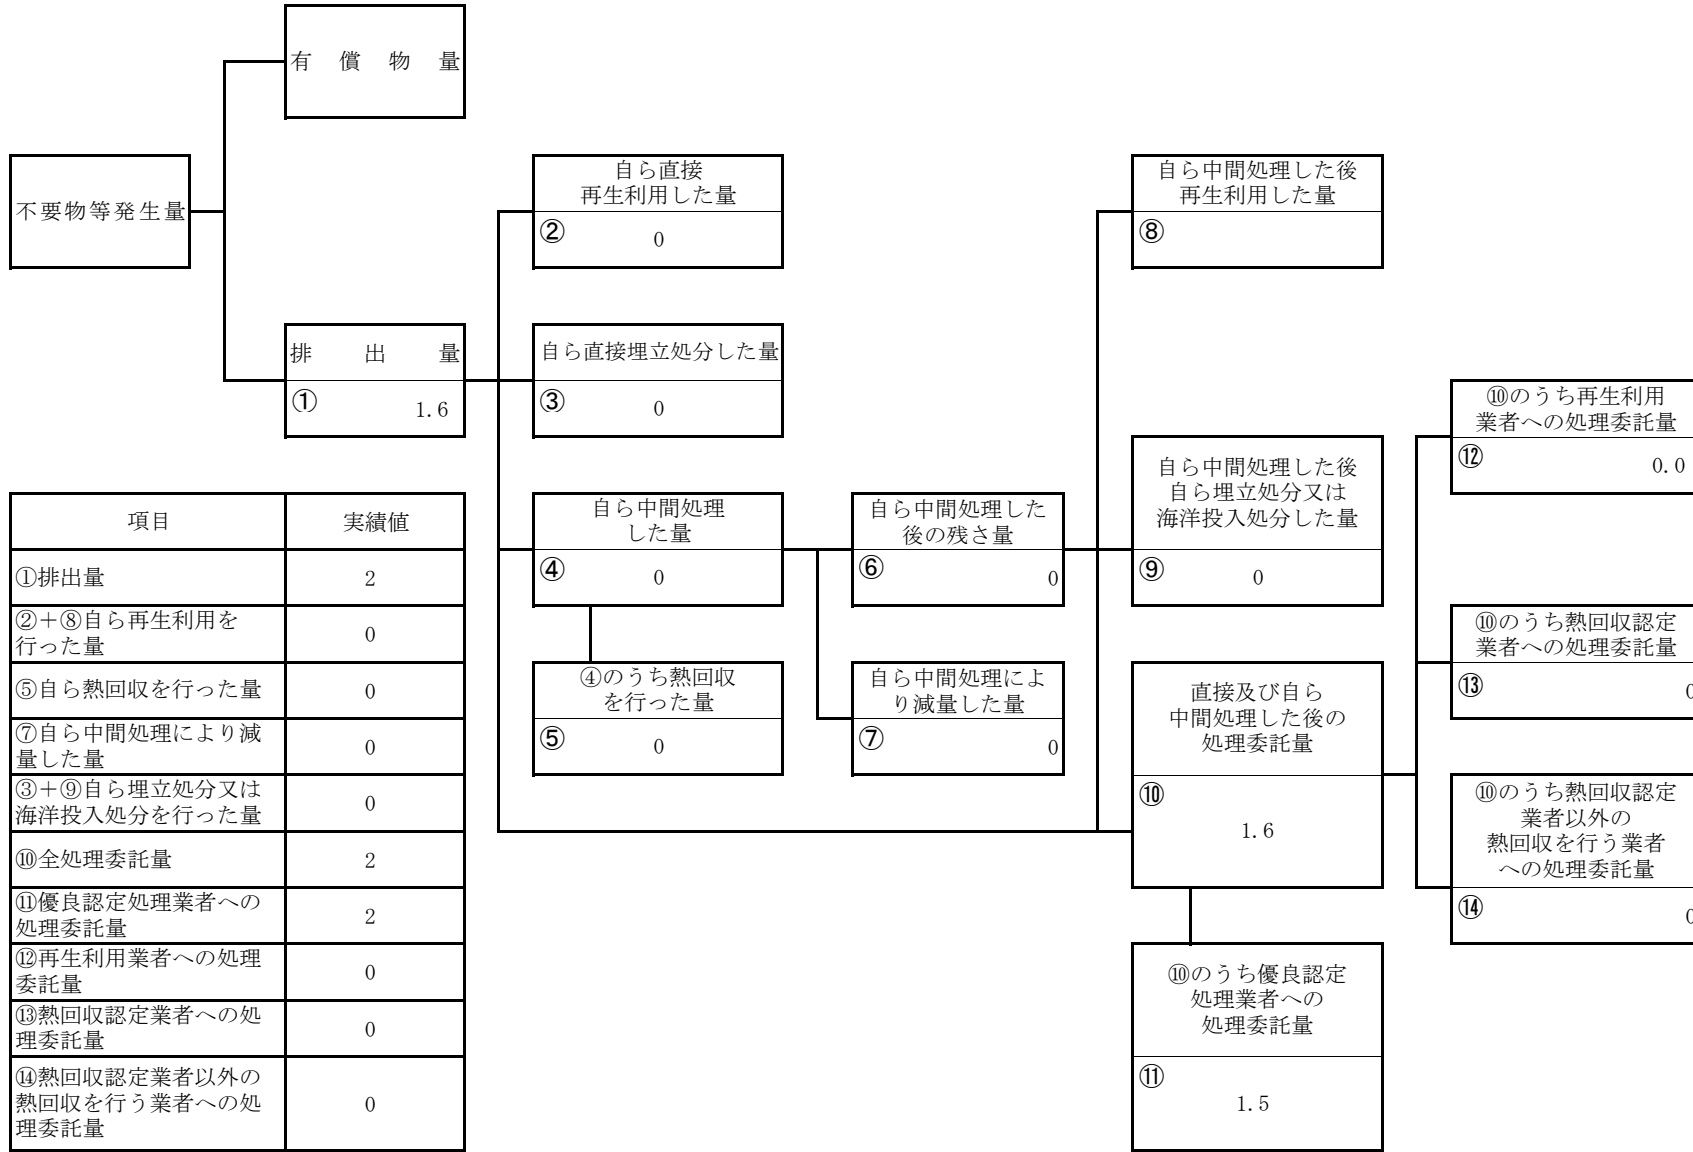 有償物量
不要物等発生量
自ら直接
再生利用した量
② 0
自ら中間処理した後
再生利用した量
⑧
排出量
① 1.6
自ら直接埋立処分した量
③ 0
⑩のうち再生利用
業者への処理委託量
⑫ 0.0
自ら中間処理
した量
④ 0
自ら中間処理した
後の残さ量
⑥ 0
自ら中間処理した後
自ら埋立処分又は
海洋投入処分した量
⑨ 0
⑩のうち熱回収認定
業者への処理委託量
⑬ 0
④のうち熱回収
を行った量
⑤ 0
自ら中間処理によ
り減量した量
⑦ 0
直接及び自ら
中間処理した後の
処理委託量
⑩
1.6
⑩のうち熱回収認定
業者以外の
熱回収を行う業者
への処理委託量
⑭ 0
⑩のうち優良認定
処理業者への
処理委託量
⑪
1.5
項目 実績値
①排出量 2
②+⑧自ら再生利用を
行った量 0
⑤自ら熱回収を行った量 0
⑦自ら中間処理により減
量した量 0
③+⑨自ら埋立処分又は
海洋投入処分を行った量 0
⑩全処理委託量 2
⑪優良認定処理業者への
処理委託量 2
⑫再生利用業者への処理
委託量 0
⑬熱回収認定業者への処
理委託量 0
⑭熱回収認定業者以外の
熱回収を行う業者への処
理委託量 0